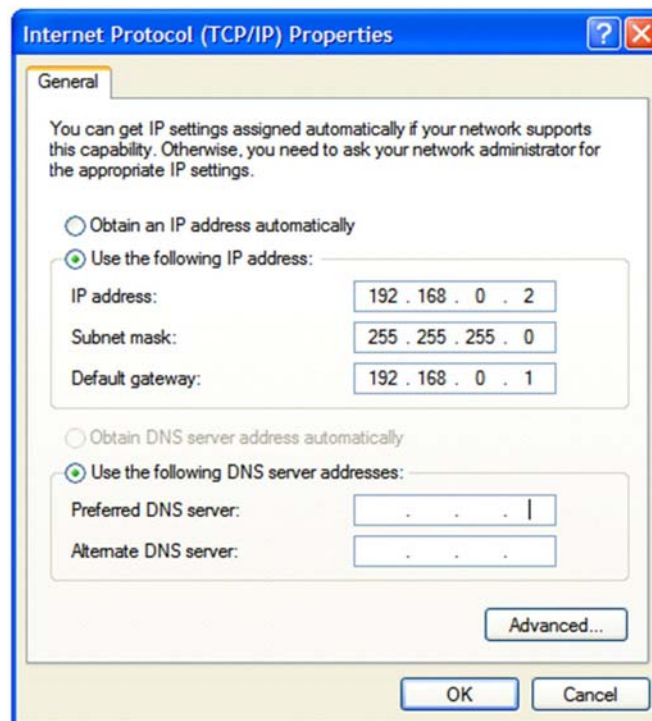 Internet Protocol (TCP/IP) Properties
General
You can get IP settings assigned automatically if your network supports
this capability. Otherwise, you need to ask your network administrator for
the appropriate IP settings.
Obtain an IP address automatically
Use the following IP address:
IP address: 192 . 168 . 0 . 2
Subnet mask: 255 . 255 . 255 . 0
Default gateway: 192 . 168 . 0 . 1
Obtain DNS server address automatically
Use the following DNS server addresses:
Preferred DNS server: . . .
Alternate DNS server: . . .
Advanced...
OK Cancel